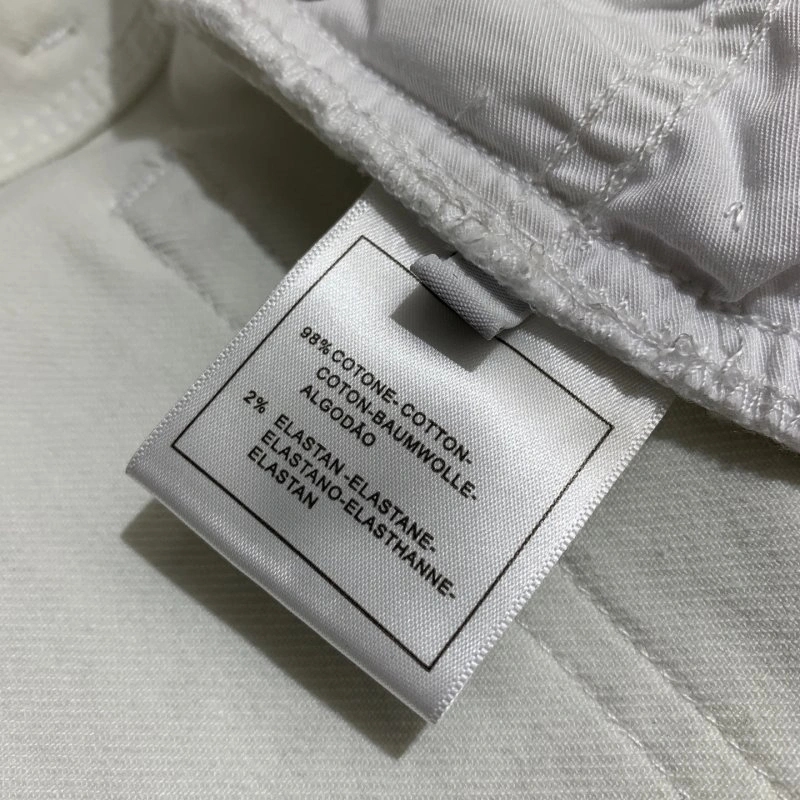 98% COTONE-COTTON-
COTON-BAUMWOLLE-
ALGODÃO
2% ELASTAN-ELASTANE-
ELASTANO-ELASTHANNE-
ELASTAN